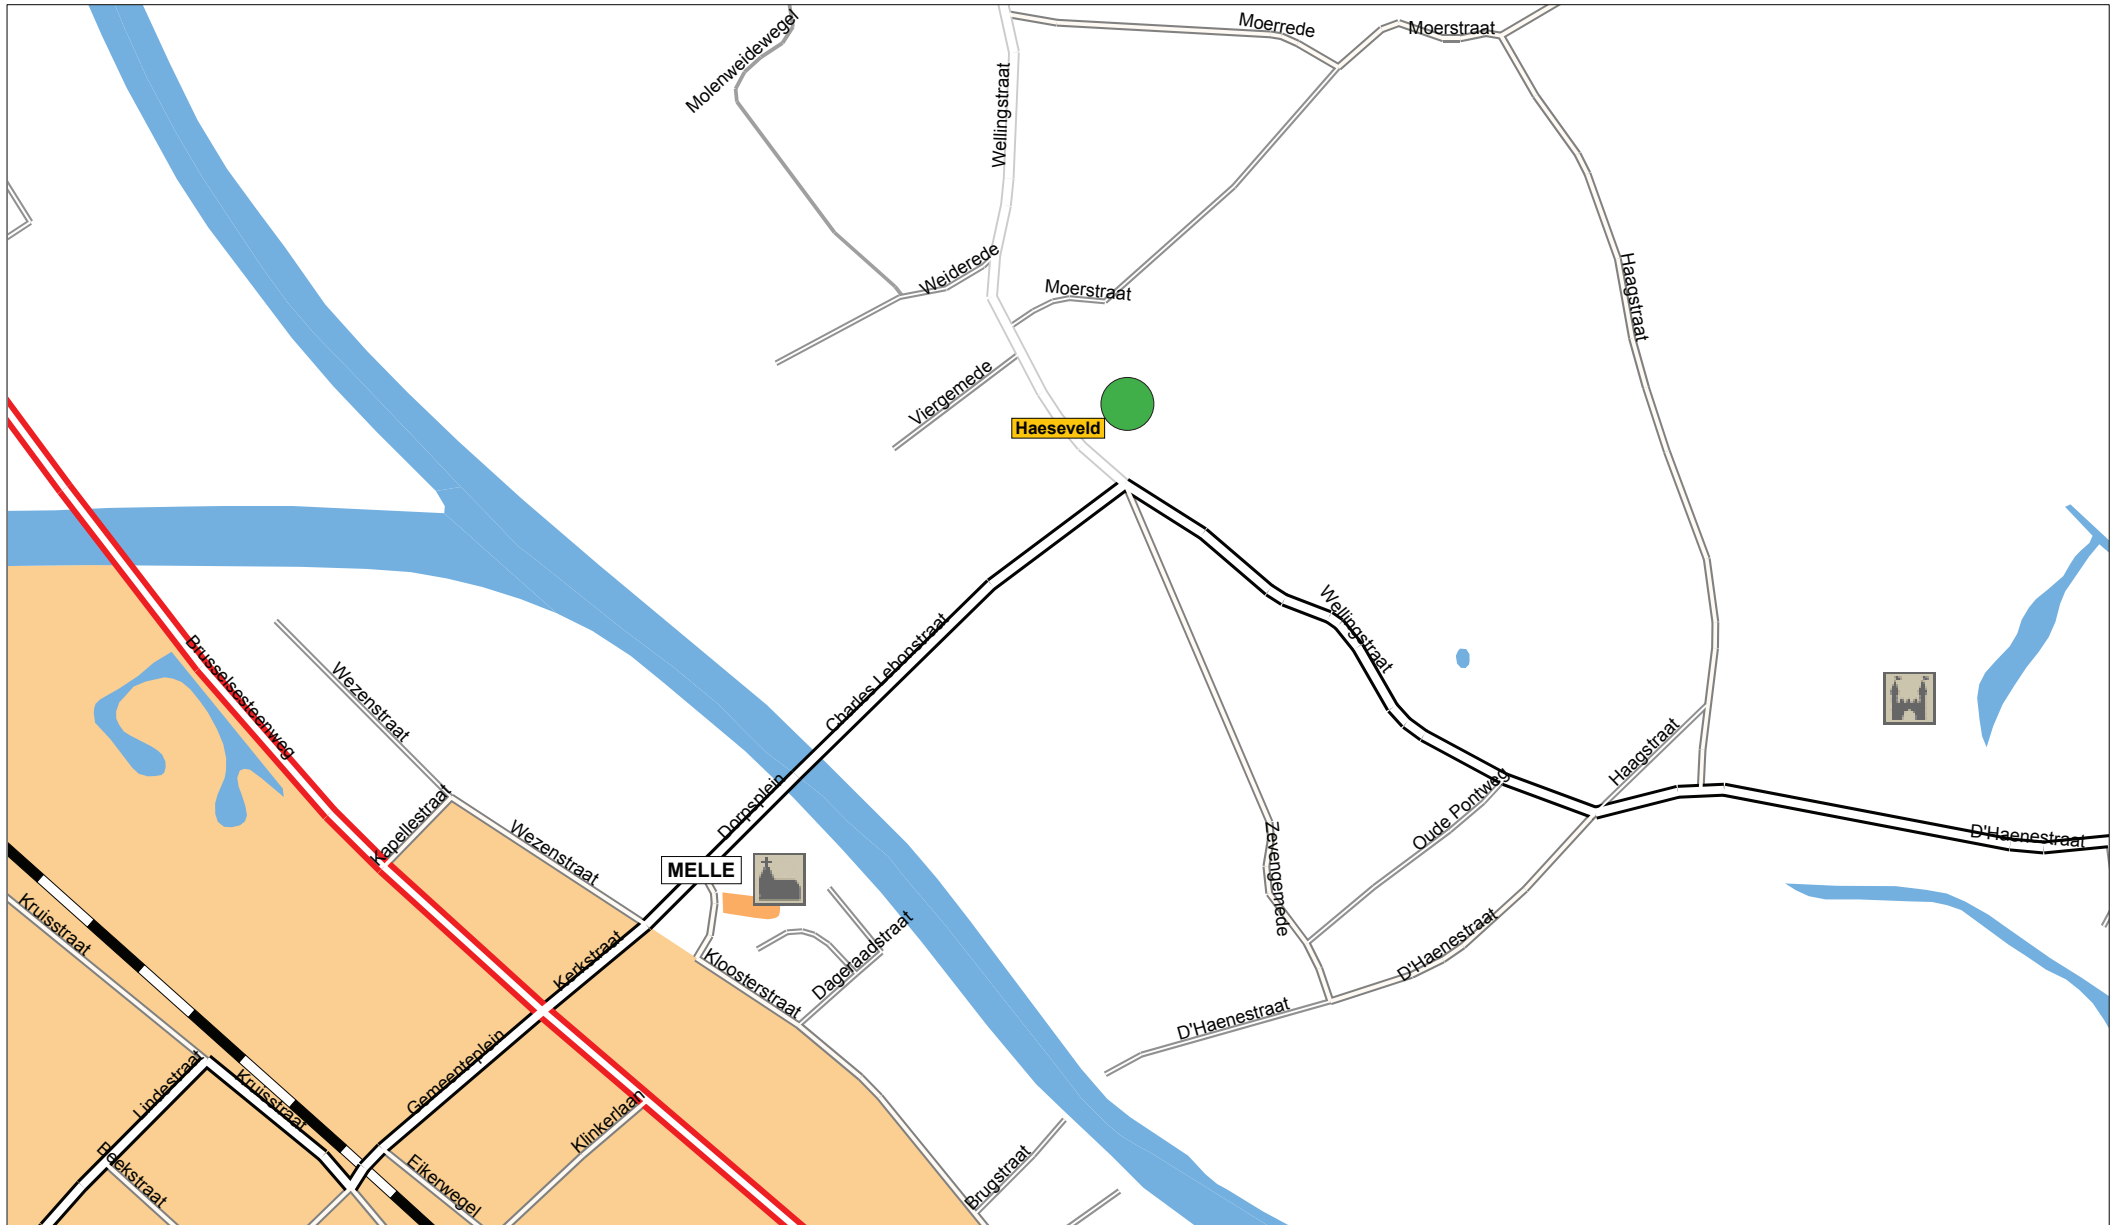 Molenweidewegel
Moerrede
Moerstraat
Wellingstraat
Weiderede
Moerstraat
Haagstraat
Viergemede
Haeseveld
Wellingstraat
Charles Lebonstraat
Brusselsesteenweg
Wezenstraat
Haagstraat
Dorpsplein
Oude Pontweg
Kapellestraat
Wezenstraat
Zevengemede
D'Haenestraat
MELLE
Kruisstraat
Kerkstraat
Kloosterstraat
Dageraadstraat
D'Haenestraat
D'Haenestraat
Gemeenteplein
Lindestraat
Kruisstraat
Klinkerlaan
Beekstraat
Eikerwegel
Brugstraat